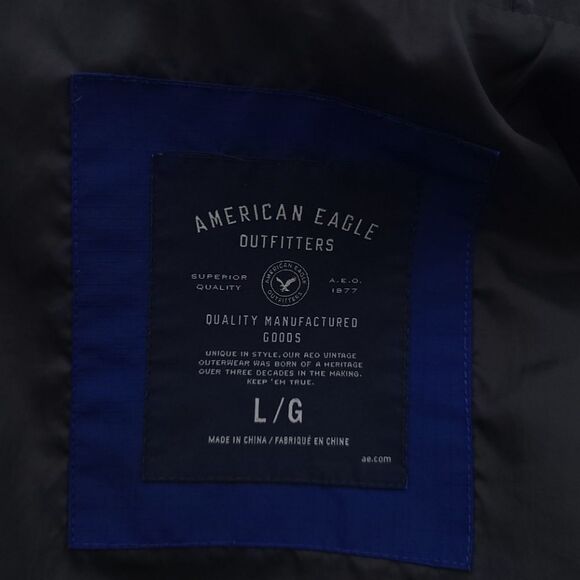 AMERICAN EAGLE
OUTFITTERS
SUPERIOR
QUALITY
AMERICAN EAGLE
OUTFITTERS
A.E.O.
1977
QUALITY MANUFACTURED
GOODS
UNIQUE IN STYLE, OUR AEO VINTAGE
OUTERWEAR WAS BORN OF A HERITAGE
OVER THREE DECADES IN THE MAKING.
KEEP 'EM TRUE.
L/G
MADE IN CHINA / FABRIQUÉ EN CHINE
ae.com